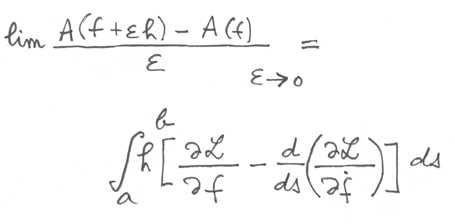 lim A(f+εh) − A(f) / ε =
ε→0
∫ₐᵇ h [ ∂ℒ/∂f − d/ds (∂ℒ/∂ḟ) ] ds